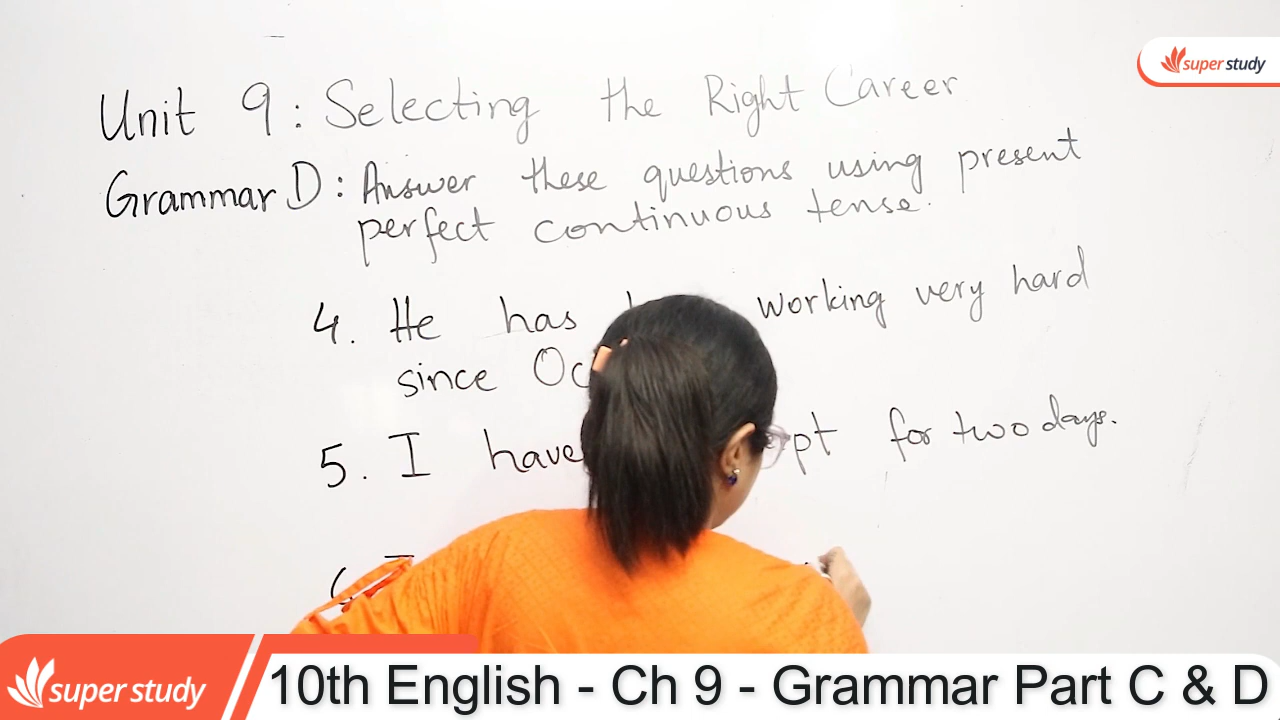 super study
Unit 9: Selecting the Right Career
Grammar D: Answer these questions using present
perfect continuous tense.
4. He has working very hard
since Oc
5. I have pt for two days.
super study
10th English - Ch 9 - Grammar Part C & D